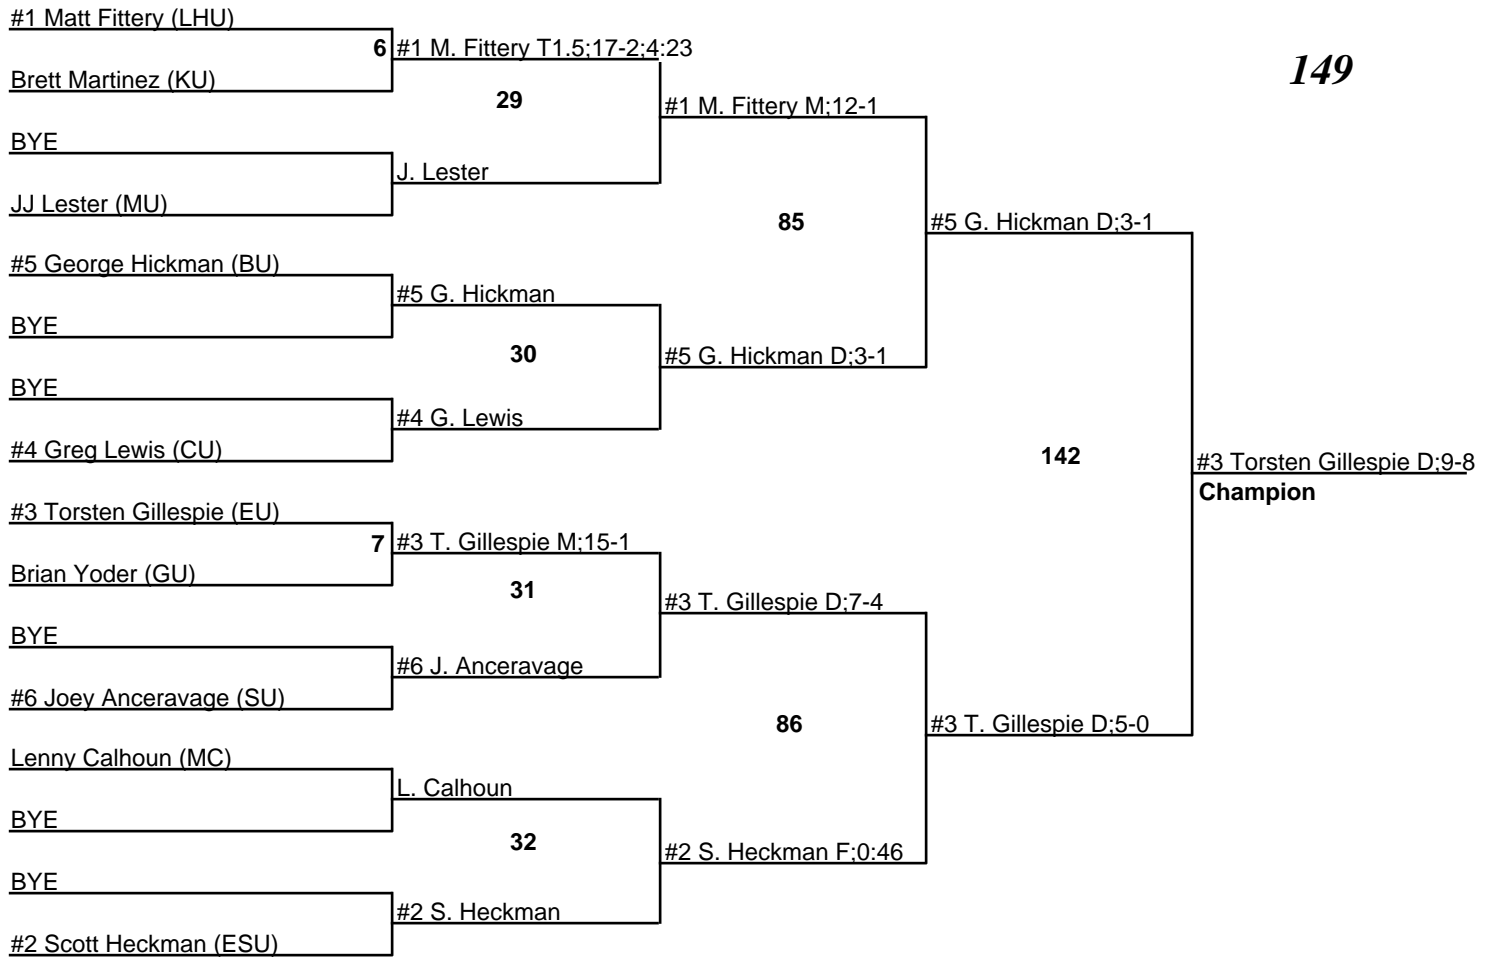 #1 Matt Fittery (LHU)
6 #1 M. Fittery T1.5;17-2;4:23
149
Brett Martinez (KU)
29
#1 M. Fittery M;12-1
BYE
J. Lester
JJ Lester (MU)
85
#5 G. Hickman D;3-1
#5 George Hickman (BU)
#5 G. Hickman
BYE
30
#5 G. Hickman D;3-1
BYE
#4 G. Lewis
#4 Greg Lewis (CU)
142
#3 Torsten Gillespie D;9-8
Champion
#3 Torsten Gillespie (EU)
7 #3 T. Gillespie M;15-1
Brian Yoder (GU)
31
#3 T. Gillespie D;7-4
BYE
#6 J. Anceravage
#6 Joey Anceravage (SU)
86
#3 T. Gillespie D;5-0
Lenny Calhoun (MC)
L. Calhoun
BYE
32
#2 S. Heckman F;0:46
BYE
#2 S. Heckman
#2 Scott Heckman (ESU)